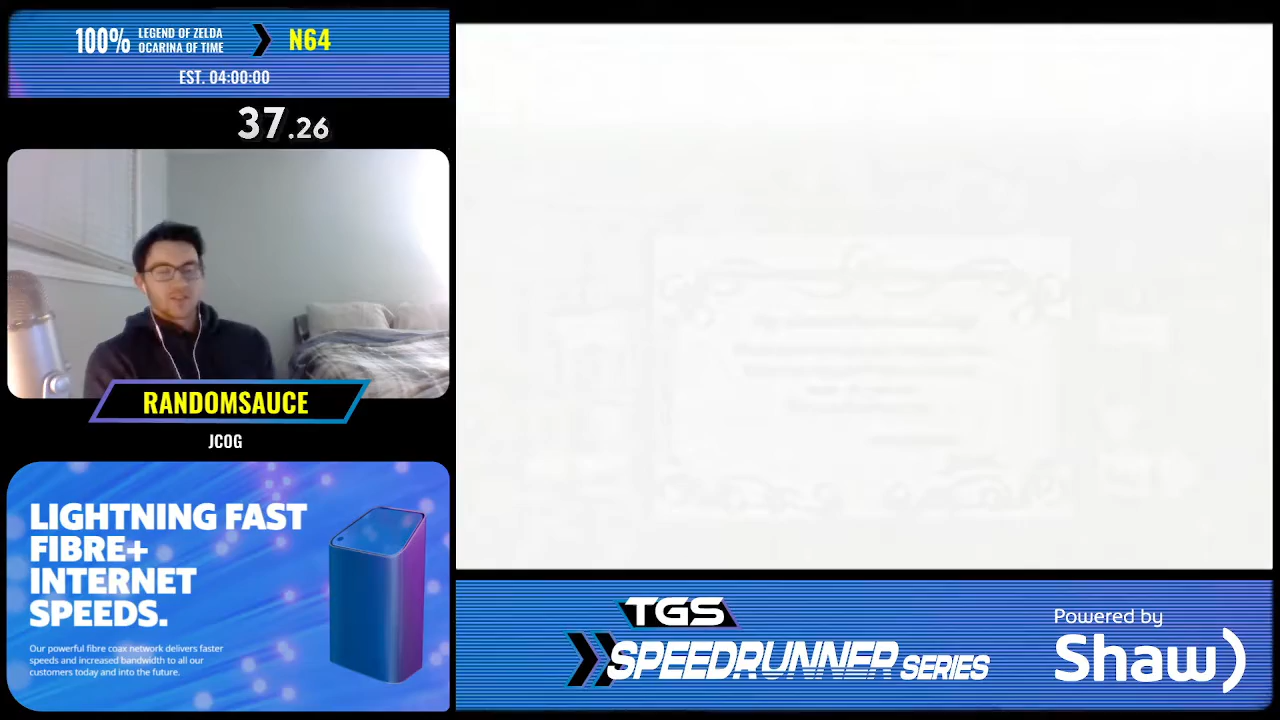 100%
LEGEND OF ZELDA
OCARINA OF TIME
N64
EST. 04:00:00
37.26
RANDOMSAUCE
JCOG
LIGHTNING FAST
FIBRE+
INTERNET
SPEEDS.
Our powerful fibre coax network delivers faster
speeds and increased bandwidth to all our
customers today and into the future.
TGS
SPEEDRUNNER SERIES
Powered by
Shaw)